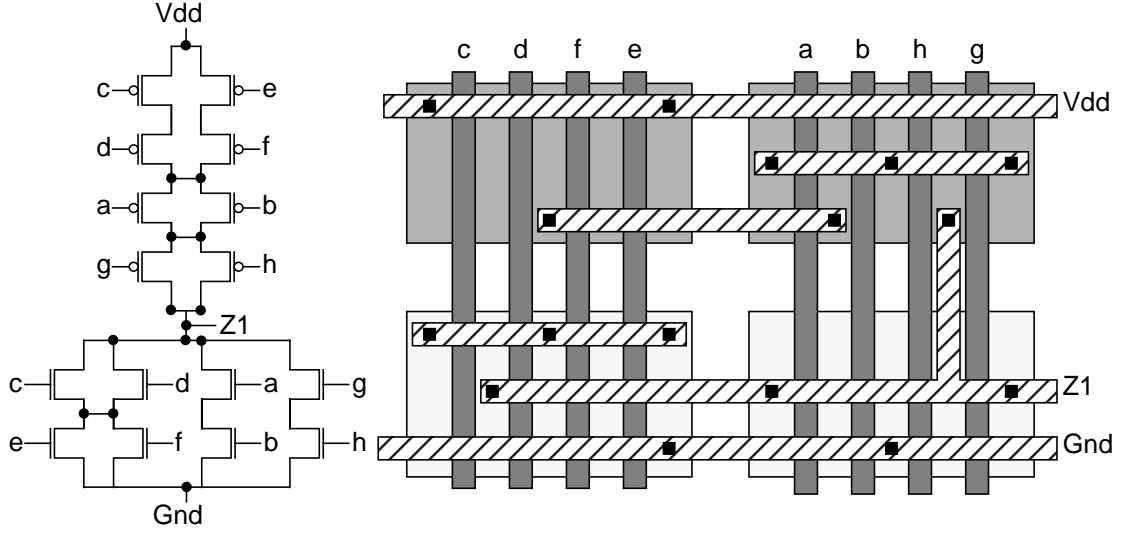 Vdd
c e
d f
a b
g h
Z1
c d a g
e f b h
Gnd
c d f e a b h g
Vdd
Z1
Gnd